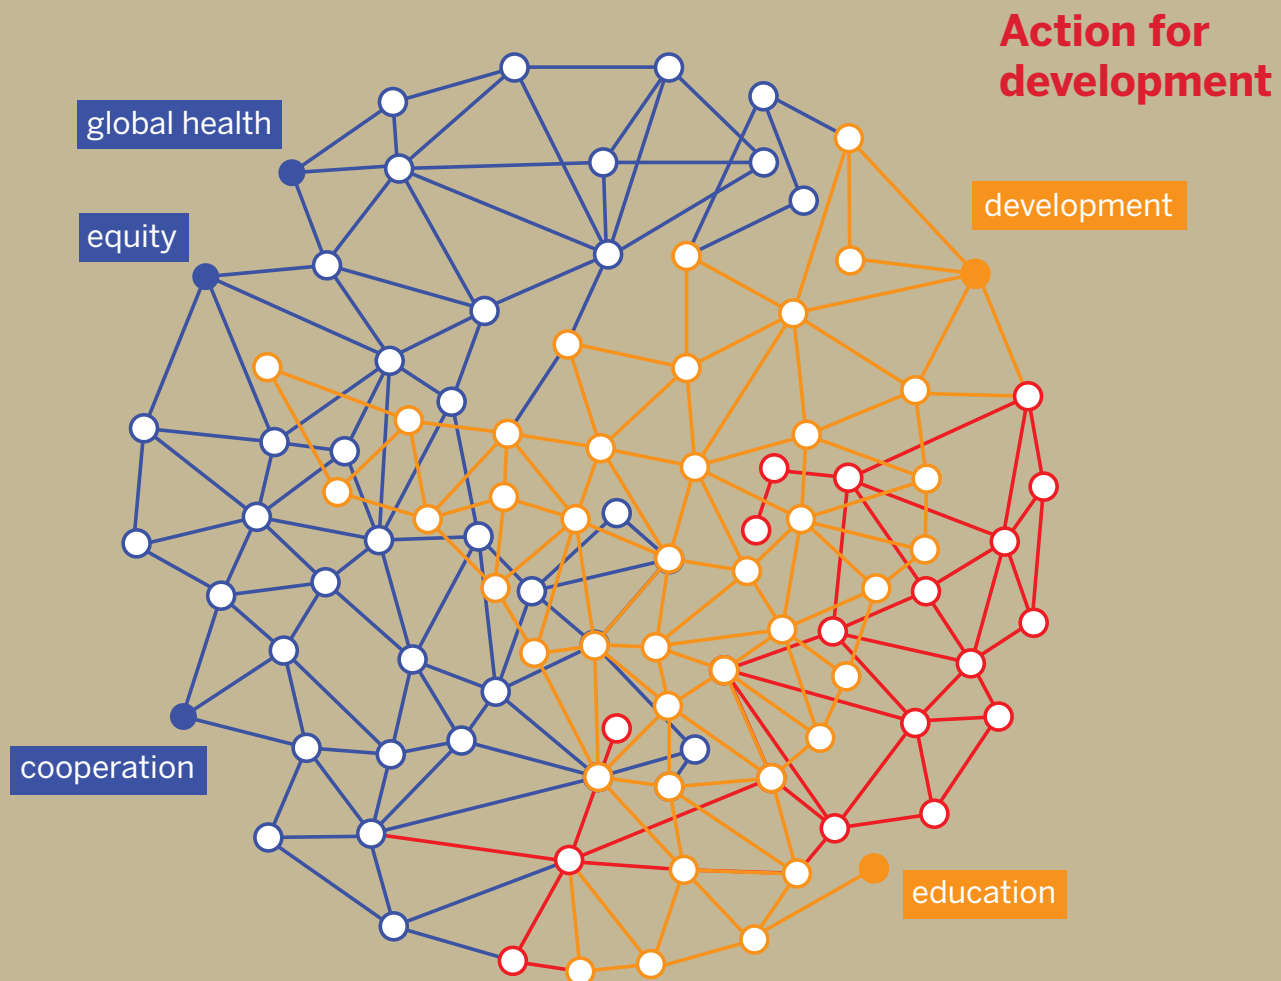 Action for
development
global health
equity
development
cooperation
education